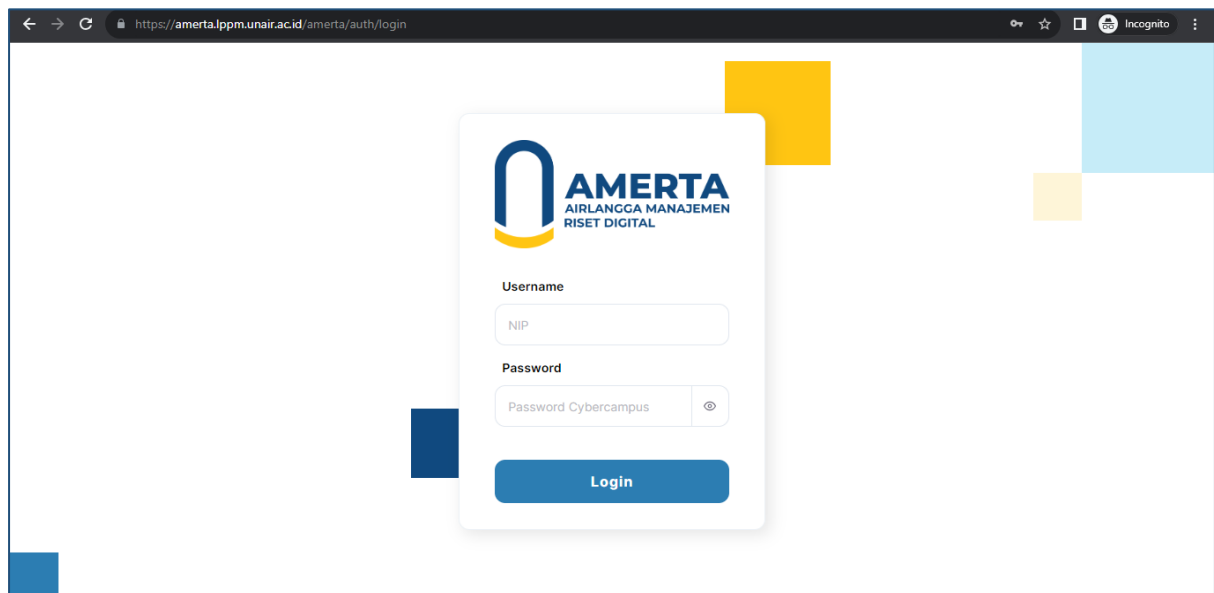 https://amerta.lppm.unair.ac.id/amerta/auth/login
Incognito
AMERTA
AIRLANGGA MANAJEMEN
RISET DIGITAL
Username
NIP
Password
Password Cybercampus
Login